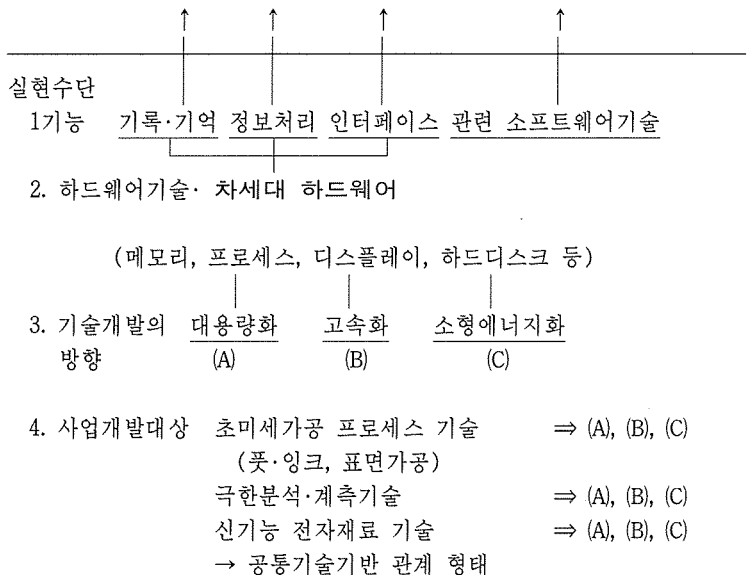 ↑ ↑ ↑ ↑
실현수단
1기능 기록·기억 정보처리 인터페이스 관련 소프트웨어기술
2. 하드웨어기술· 차세대 하드웨어
(메모리, 프로세스, 디스플레이, 하드디스크 등)
3. 기술개발의 대용량화 고속화 소형에너지화
방향 (A) (B) (C)
4. 사업개발대상 초미세가공 프로세스 기술 ⇒ (A), (B), (C)
(풋·잉크, 표면가공)
극한분석·계측기술 ⇒ (A), (B), (C)
신기능 전자재료 기술 ⇒ (A), (B), (C)
→ 공통기술기반 관계 형태